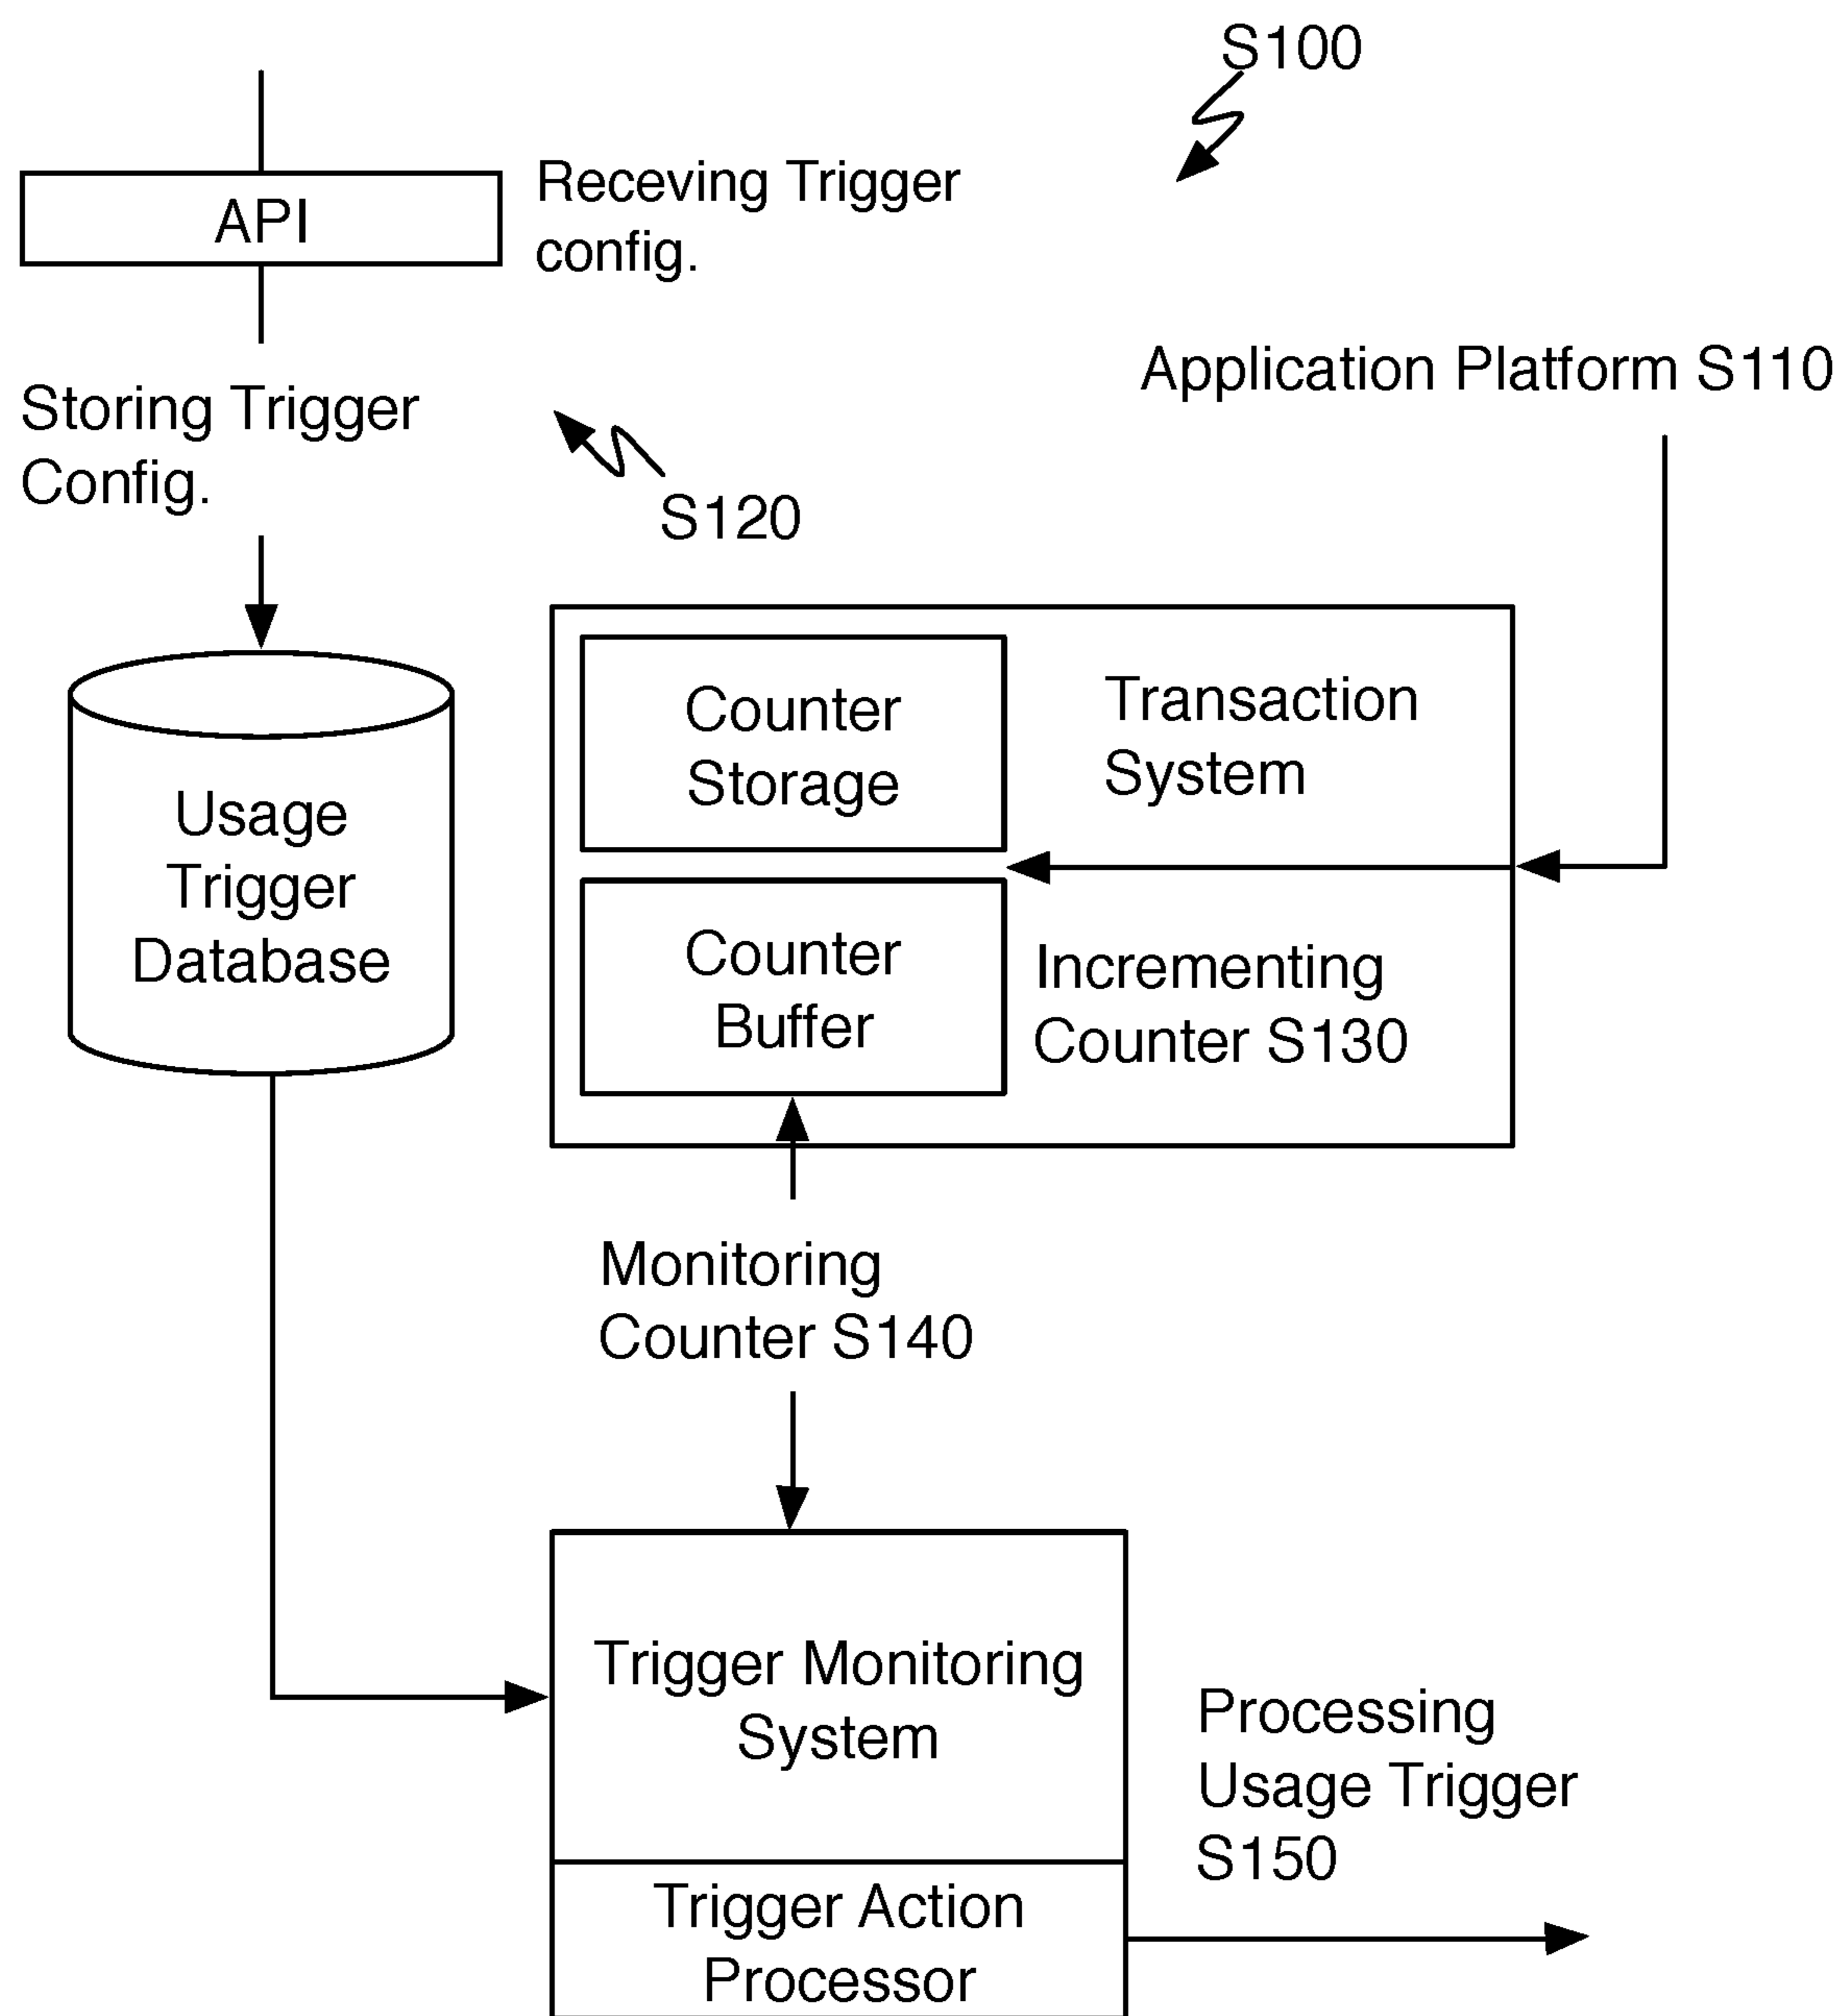 S100
API
Receving Trigger
config.
Application Platform S110
Storing Trigger
Config.
S120
Usage
Trigger
Database
Counter
Storage
Transaction
System
Counter
Buffer
Incrementing
Counter S130
Monitoring
Counter S140
Trigger Monitoring
System
Processing
Usage Trigger
S150
Trigger Action
Processor